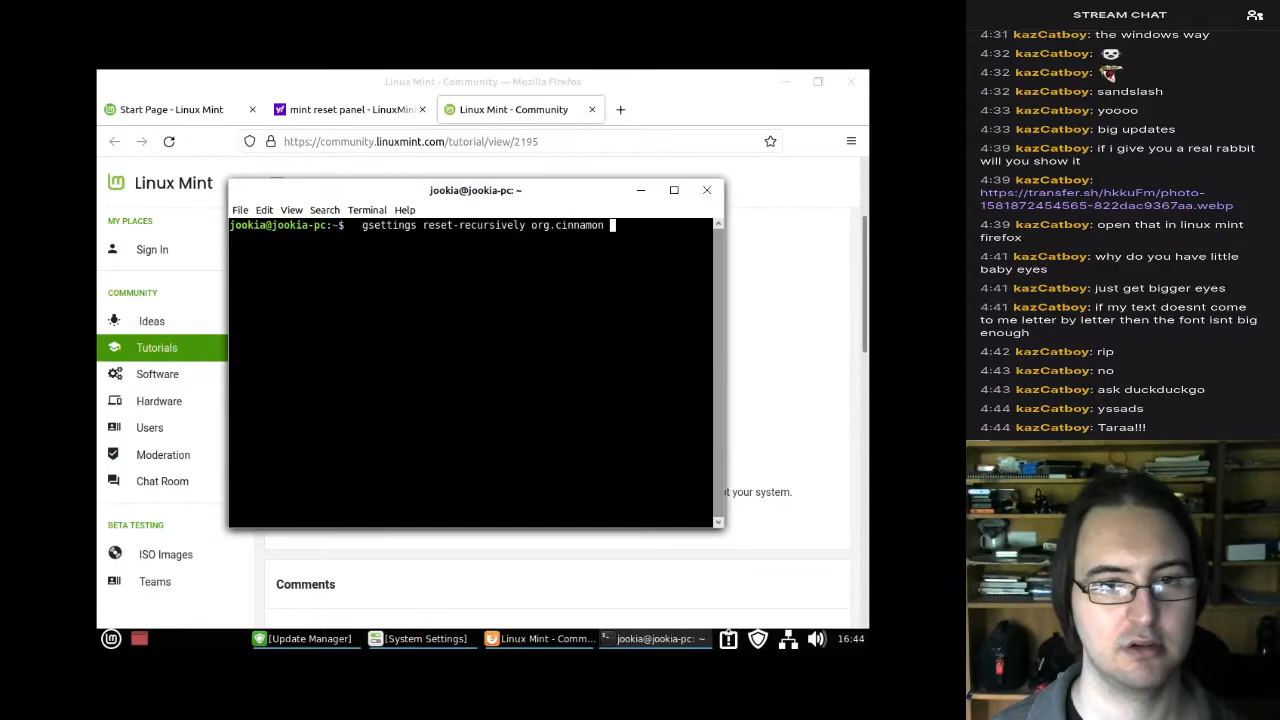 Linux Mint - Community — Mozilla Firefox
Start Page - Linux Mint
mint reset panel - LinuxMint
Linux Mint - Community
https://community.linuxmint.com/tutorial/view/2195
Linux Mint
MY PLACES
Sign In
COMMUNITY
Ideas
Tutorials
Software
Hardware
Users
Moderation
Chat Room
BETA TESTING
ISO Images
Teams
jookia@jookia-pc: ~
File Edit View Search Terminal Help
jookia@jookia-pc:~$ gsettings reset-recursively org.cinnamon
your system.
Comments
[Update Manager]
[System Settings]
Linux Mint - Comm...
jookia@jookia-pc: ~
16:44
STREAM CHAT
4:31 kazCatboy: the windows way
4:32 kazCatboy:
4:32 kazCatboy:
4:32 kazCatboy: sandslash
4:33 kazCatboy: yoooo
4:33 kazCatboy: big updates
4:39 kazCatboy: if i give you a real rabbit
will you show it
4:39 kazCatboy:
https://transfer.sh/hkkuFm/photo-
1581872454565-822dac9367aa.webp
4:39 kazCatboy: open that in linux mint
firefox
4:41 kazCatboy: why do you have little
baby eyes
4:41 kazCatboy: just get bigger eyes
4:41 kazCatboy: if my text doesnt come
to me letter by letter then the font isnt big
enough
4:42 kazCatboy: rip
4:43 kazCatboy: no
4:43 kazCatboy: ask duckduckgo
4:44 kazCatboy: yssads
4:44 kazCatboy: Taraa!!!